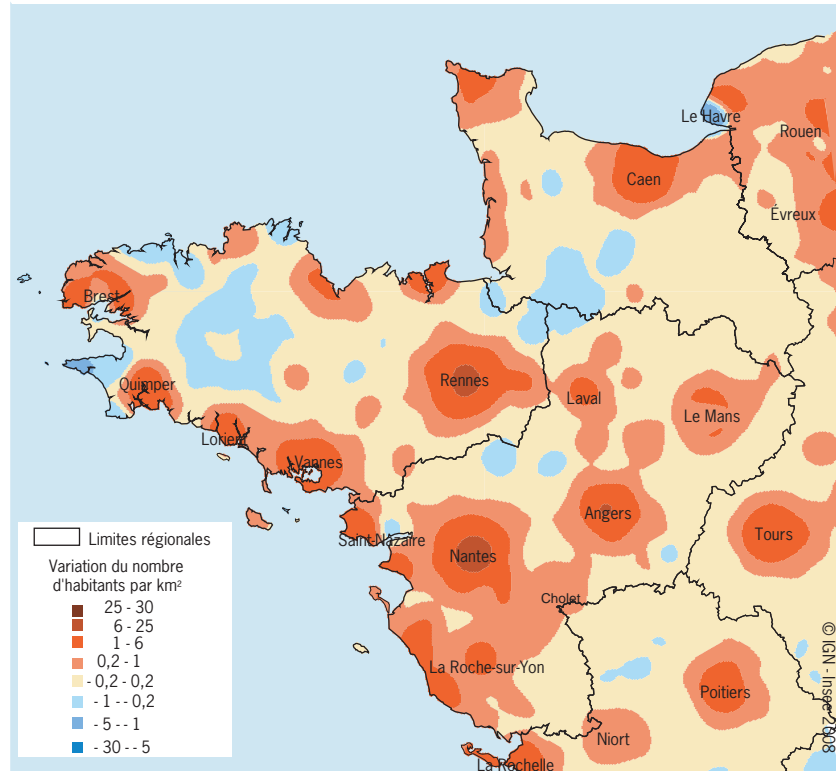 Le Havre
Rouen
Caen
Évreux
Brest
Quimper
Rennes
Laval
Le Mans
Lorient
Vannes
Angers
Saint-Nazaire
Nantes
Tours
Cholet
La Roche-sur-Yon
Poitiers
Niort
La Rochelle
Limites régionales
Variation du nombre
d'habitants par km²
25 - 30
6 - 25
1 - 6
0,2 - 1
- 0,2 - 0,2
- 1 - - 0,2
- 5 - - 1
- 30 - - 5
© IGN - Insee 2008